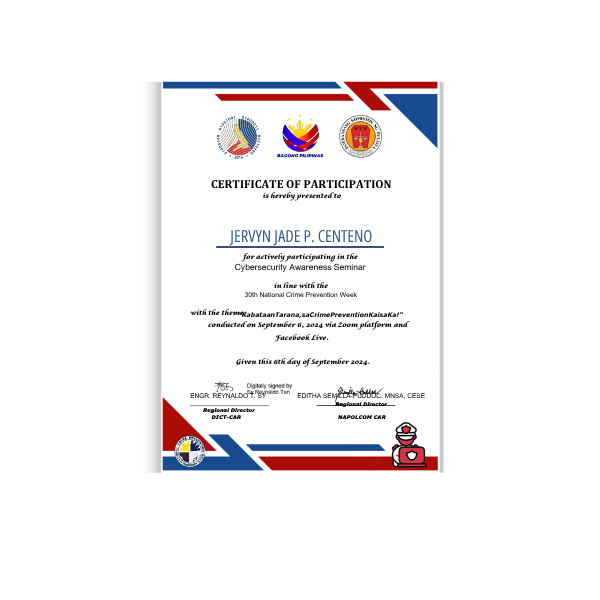 BAGONG PILIPINAS
CERTIFICATE OF PARTICIPATION
is hereby presented to
JERVYN JADE P. CENTENO
for actively participating in the
Cybersecurity Awareness Seminar
in line with the
30th National Crime Prevention Week
with the theme "KabataanTarana,saCrimePreventionKaisaKa!"
conducted on September 6, 2024 via Zoom platform and
Facebook Live.
Given this 6th day of September 2024.
Digitally signed by
Sy Reynaldo Tan
ENGR. REYNALDO T. SY
Regional Director
DICT-CAR
EDITHA SEMILLA-PUDDOC, MNSA, CESE
Regional Director
NAPOLCOM CAR